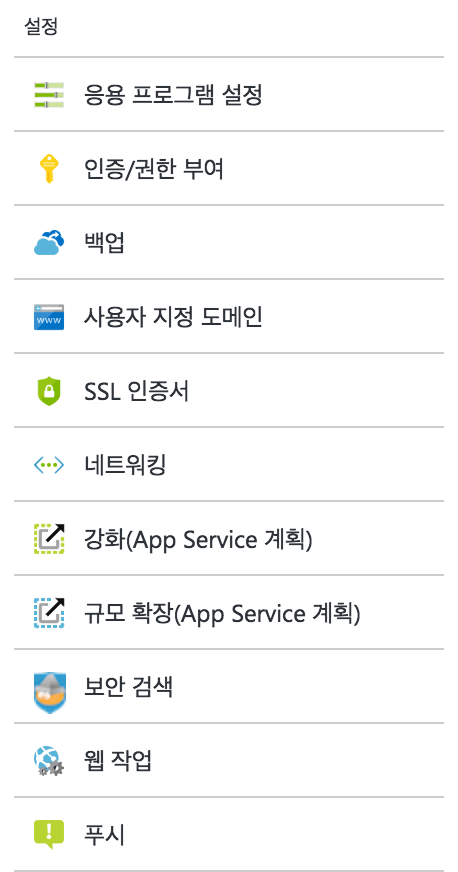 설정
응용 프로그램 설정
인증/권한 부여
백업
www
사용자 지정 도메인
SSL 인증서
네트워킹
강화(App Service 계획)
규모 확장(App Service 계획)
보안 검색
웹 작업
푸시